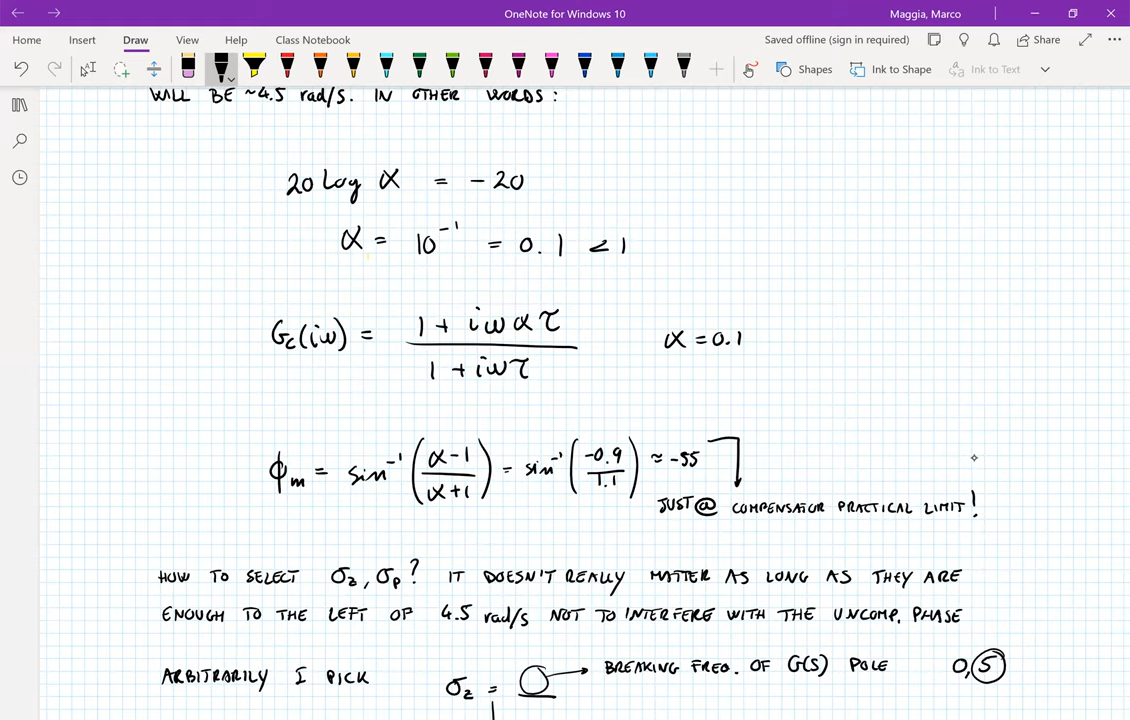 OneNote for Windows 10
Maggia, Marco
Home Insert Draw View Help Class Notebook
Saved offline (sign in required)
Share
Shapes
Ink to Shape
Ink to Text
WILL BE ~4.5 rad/s. IN OTHER WORDS:
20 log α = -20
α = 10⁻¹ = 0.1 < 1
Gc(iω) = (1 + iωατ) / (1 + iωτ) α = 0.1
ϕm = sin⁻¹((α-1)/(α+1)) = sin⁻¹(-0.9/1.1) ≈ -55
JUST @ COMPENSATOR PRACTICAL LIMIT!
HOW TO SELECT σz, σp? IT DOESN'T REALLY MATTER AS LONG AS THEY ARE
ENOUGH TO THE LEFT OF 4.5 rad/s NOT TO INTERFERE WITH THE UNCOMP. PHASE
ARBITRARILY I PICK σz = → BREAKING FREQ. OF G(S) POLE 0,5